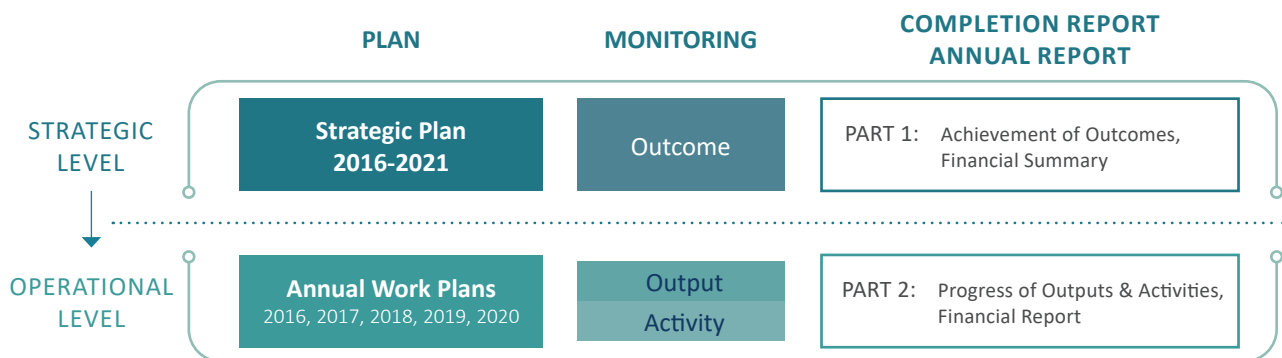 PLAN
MONITORING
COMPLETION REPORT
ANNUAL REPORT
STRATEGIC
LEVEL
Strategic Plan
2016-2021
Outcome
PART 1: Achievement of Outcomes,
Financial Summary
OPERATIONAL
LEVEL
Annual Work Plans
2016, 2017, 2018, 2019, 2020
Output
Activity
PART 2: Progress of Outputs & Activities,
Financial Report